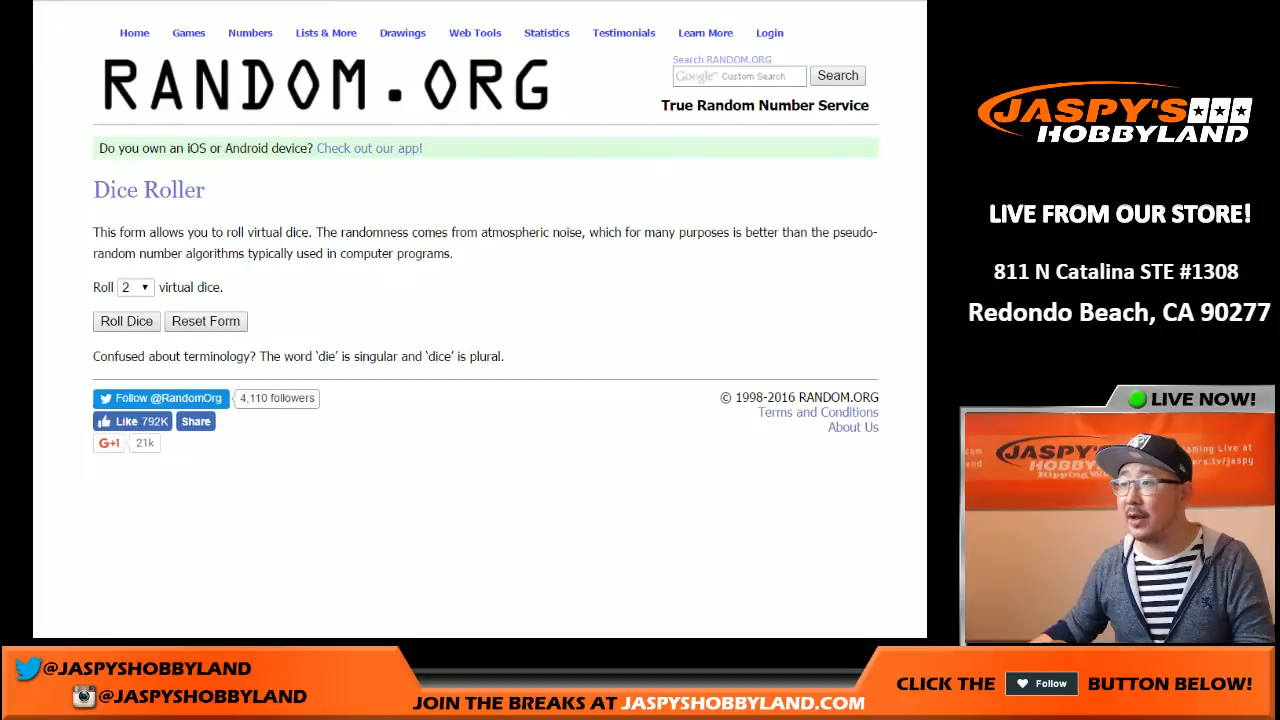 Home Games Numbers Lists & More Drawings Web Tools Statistics Testimonials Learn More Login
RANDOM.ORG
Search RANDOM.ORG
Google™ Custom Search Search
True Random Number Service
Do you own an iOS or Android device? Check out our app!
Dice Roller
This form allows you to roll virtual dice. The randomness comes from atmospheric noise, which for many purposes is better than the pseudo-
random number algorithms typically used in computer programs.
Roll 2 virtual dice.
Roll Dice Reset Form
Confused about terminology? The word ‘die’ is singular and ‘dice’ is plural.
Follow @RandomOrg 4,110 followers
Like 792K Share
G+1 21k
© 1998-2016 RANDOM.ORG
Terms and Conditions
About Us
JASPY'S
HOBBYLAND
LIVE FROM OUR STORE!
811 N Catalina STE #1308
Redondo Beach, CA 90277
LIVE NOW!
JASPY'S
HOBBYLAND
@JASPYSHOBBYLAND
@JASPYSHOBBYLAND
JOIN THE BREAKS AT JASPYSHOBBYLAND.COM
CLICK THE Follow BUTTON BELOW!